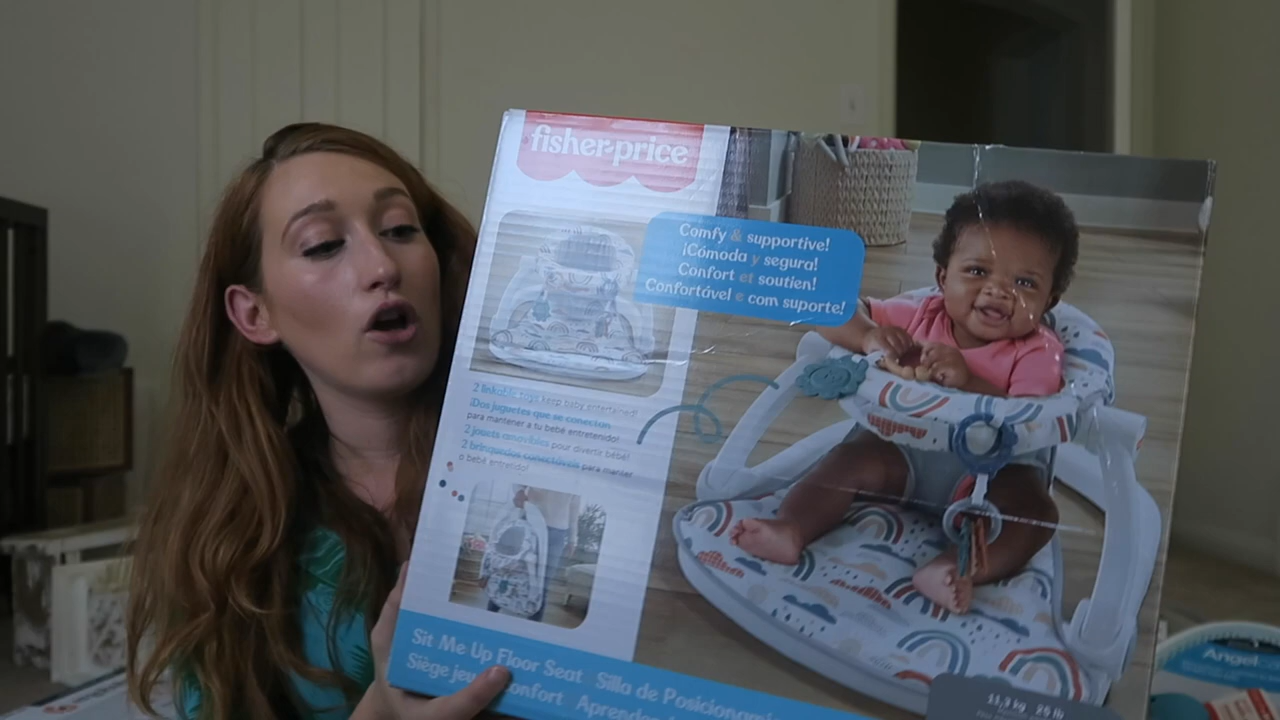 fisher-price
Comfy & supportive!
¡Cómoda y segura!
Confort et soutien!
Confortável e com suporte!
2 linkable toys keep baby entertained!
¡Dos juguetes que se conectan
para mantener a tu bebé entretenido!
2 jouets amovibles pour divertir bébé!
2 brinquedos conectáveis para manter
o bebé entretido!
Sit Me Up Floor Seat Silla de
Siège confort
11,3 kg 25 lb
Angel